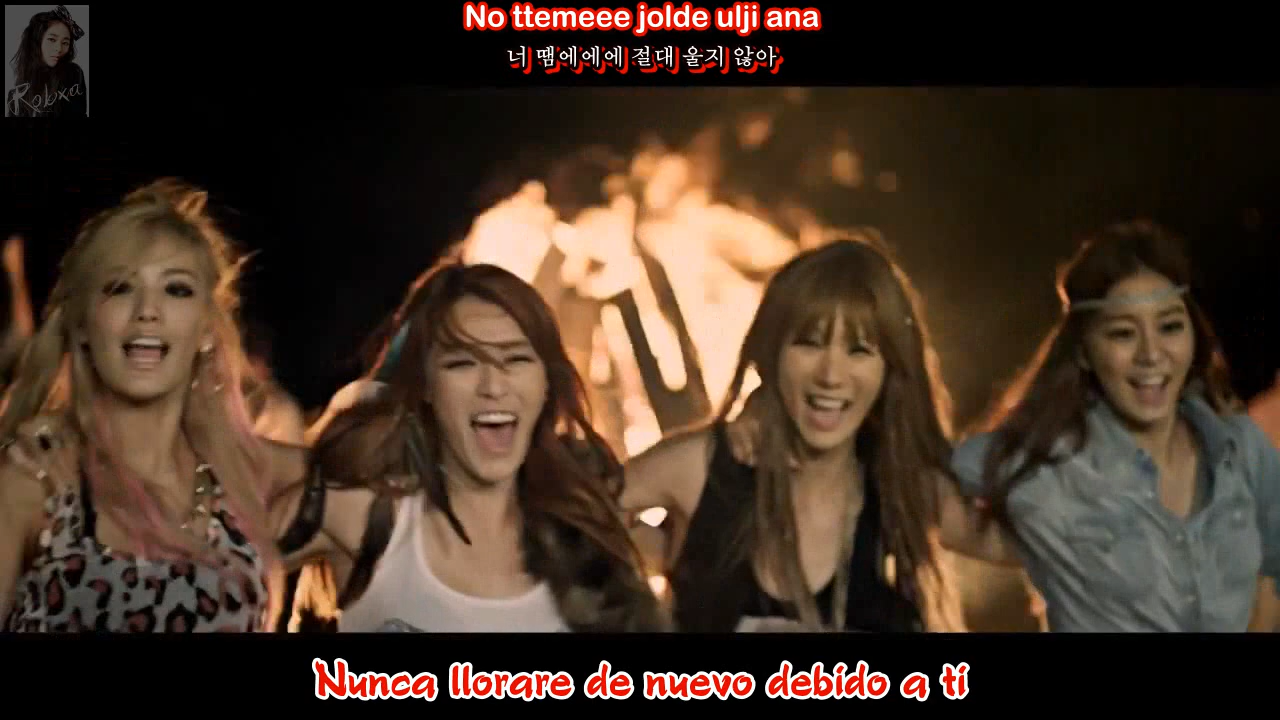 No ttemeee jolde ulji ana
너 땜에에에 절대 울지 않아
Robxa
Nunca llorare de nuevo debido a ti